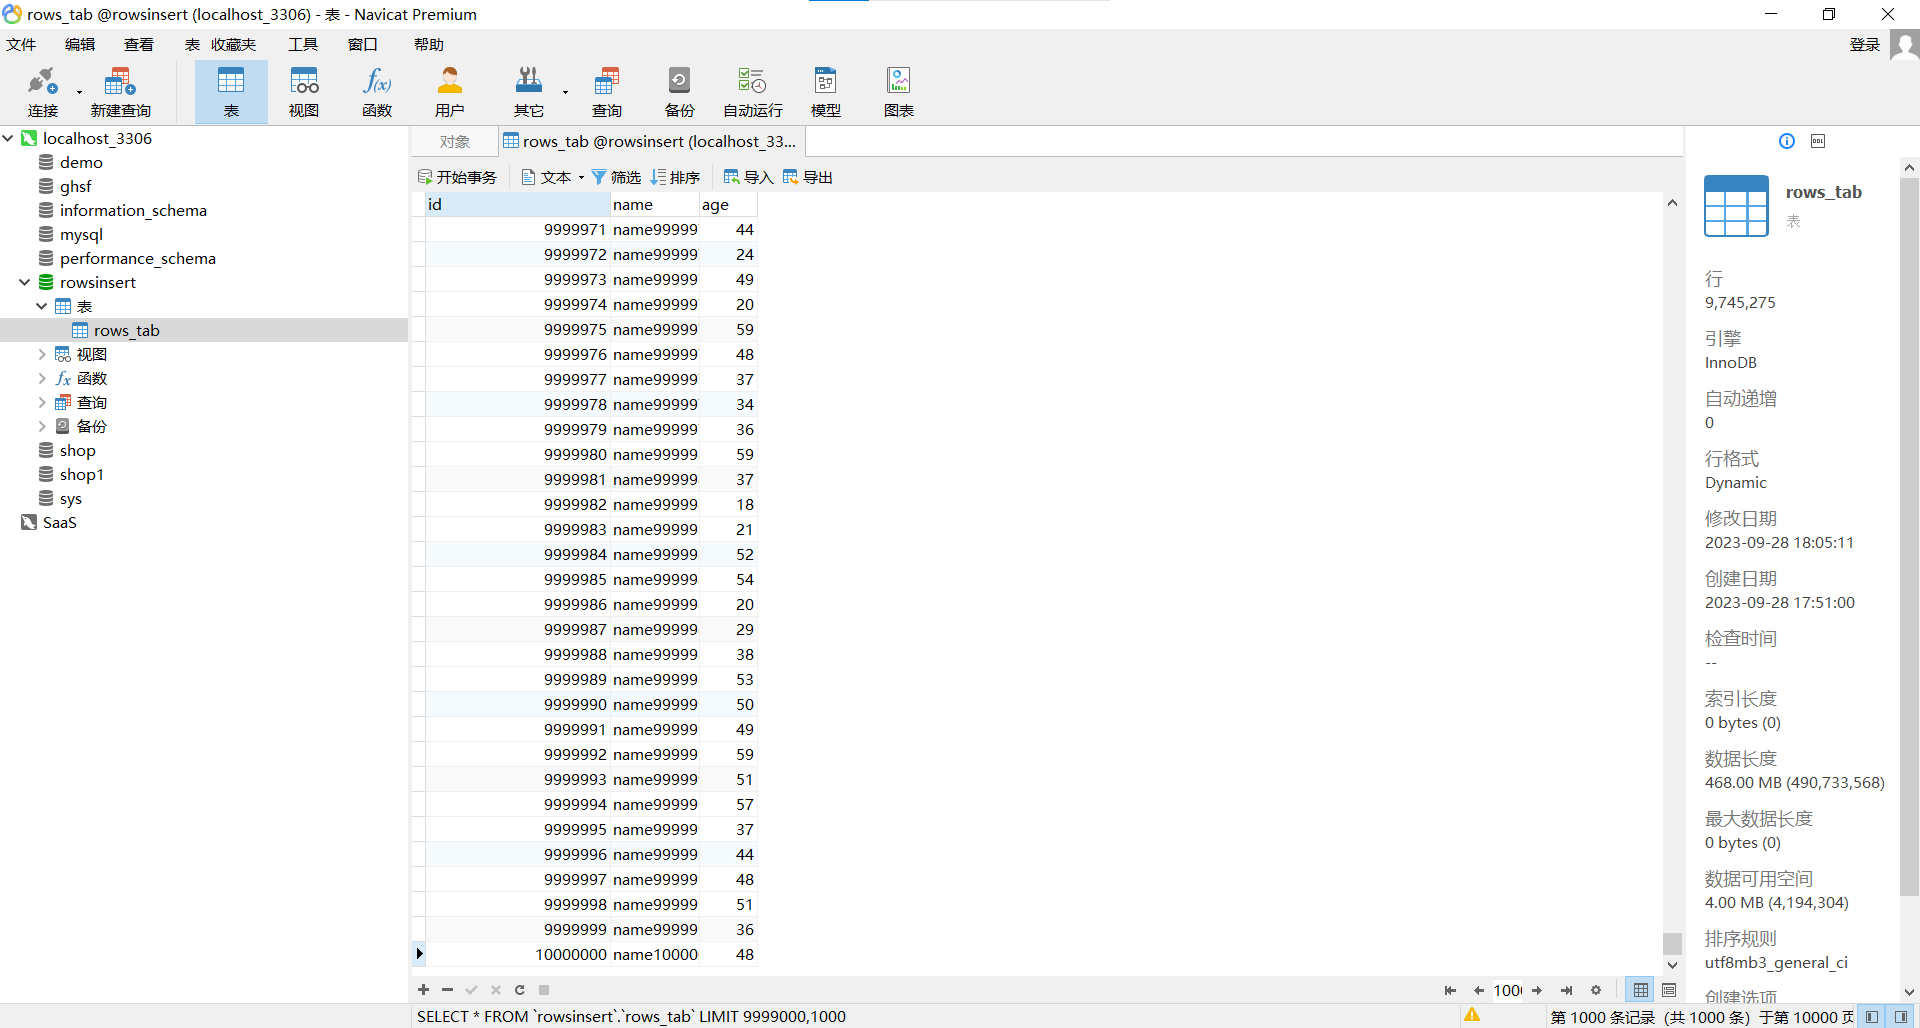 rows_tab @rowsinsert (localhost_3306) - 表 - Navicat Premium
文件 编辑 查看 表 收藏夹 工具 窗口 帮助 登录
连接 新建查询 表 视图 函数 用户 其它 查询 备份 自动运行 模型 图表
localhost_3306
demo
ghsf
information_schema
mysql
performance_schema
rowsinsert
表
rows_tab
视图
函数
查询
备份
shop
shop1
sys
SaaS
对象 rows_tab @rowsinsert (localhost_33...
开始事务 文本 筛选 排序 导入 导出
id name age
9999971 name99999 44
9999972 name99999 24
9999973 name99999 49
9999974 name99999 20
9999975 name99999 59
9999976 name99999 48
9999977 name99999 37
9999978 name99999 34
9999979 name99999 36
9999980 name99999 59
9999981 name99999 37
9999982 name99999 18
9999983 name99999 21
9999984 name99999 52
9999985 name99999 54
9999986 name99999 20
9999987 name99999 29
9999988 name99999 38
9999989 name99999 53
9999990 name99999 50
9999991 name99999 49
9999992 name99999 59
9999993 name99999 51
9999994 name99999 57
9999995 name99999 37
9999996 name99999 44
9999997 name99999 48
9999998 name99999 51
9999999 name99999 36
10000000 name10000 48
1000
SELECT * FROM `rowsinsert`.`rows_tab` LIMIT 9999000,1000
第 1000 条记录 (共 1000 条) 于第 10000 页
rows_tab
表
行
9,745,275
引擎
InnoDB
自动递增
0
行格式
Dynamic
修改日期
2023-09-28 18:05:11
创建日期
2023-09-28 17:51:00
检查时间
--
索引长度
0 bytes (0)
数据长度
468.00 MB (490,733,568)
最大数据长度
0 bytes (0)
数据可用空间
4.00 MB (4,194,304)
排序规则
utf8mb3_general_ci
创建选项